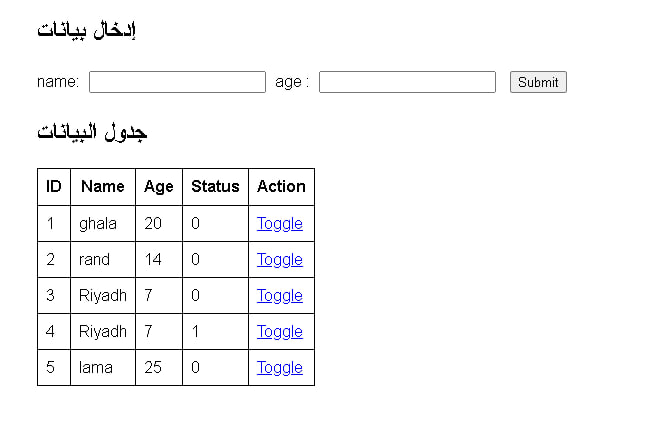 إدخال بيانات
name: age : Submit
جدول البيانات
ID Name Age Status Action
1 ghala 20 0 Toggle
2 rand 14 0 Toggle
3 Riyadh 7 0 Toggle
4 Riyadh 7 1 Toggle
5 lama 25 0 Toggle